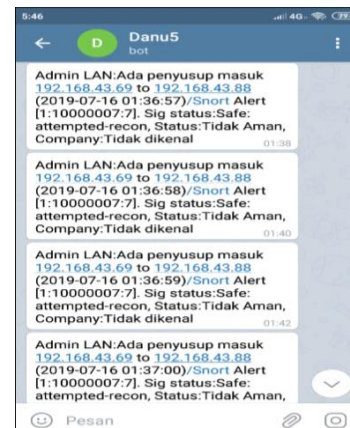 5:46
4G
79
D
Danu5
bot
Admin LAN:Ada penyusup masuk
192.168.43.69 to 192.168.43.88
(2019-07-16 01:36:57)/Snort Alert
[1:10000007:7]. Sig status:Safe:
attempted-recon, Status:Tidak Aman,
Company:Tidak dikenal
01:38
Admin LAN:Ada penyusup masuk
192.168.43.69 to 192.168.43.88
(2019-07-16 01:36:58)/Snort Alert
[1:10000007:7]. Sig status:Safe:
attempted-recon, Status:Tidak Aman,
Company:Tidak dikenal
01:40
Admin LAN:Ada penyusup masuk
192.168.43.69 to 192.168.43.88
(2019-07-16 01:36:59)/Snort Alert
[1:10000007:7]. Sig status:Safe:
attempted-recon, Status:Tidak Aman,
Company:Tidak dikenal
01:42
Admin LAN:Ada penyusup masuk
192.168.43.69 to 192.168.43.88
(2019-07-16 01:37:00)/Snort Alert
[1:10000007:7]. Sig status:Safe:
attempted-recon, Status:Tidak Aman,
Pesan